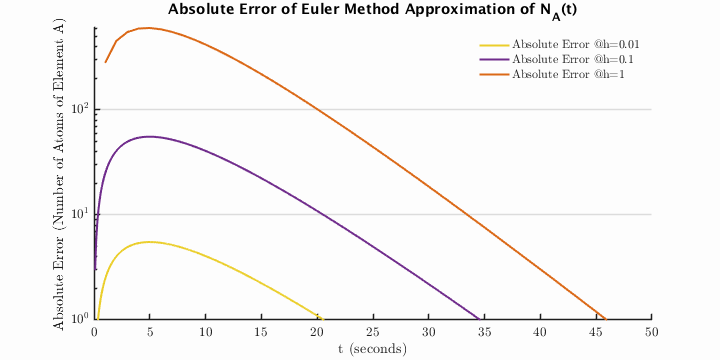 Absolute Error of Euler Method Approximation of N_A(t)
Absolute Error (Number of Atoms of Element A)
Absolute Error @h=0.01
Absolute Error @h=0.1
Absolute Error @h=1
10^2
10^1
10^0
0 5 10 15 20 25 30 35 40 45 50
t (seconds)